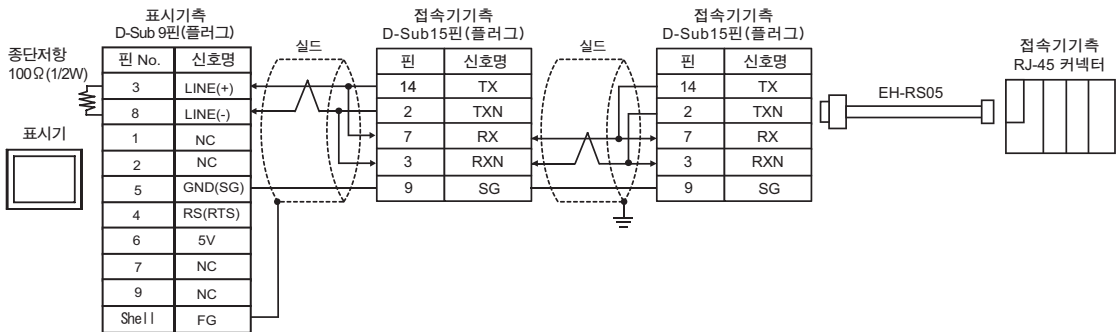 표시기측
D-Sub 9핀(플러그)
종단저항
100Ω(1/2W)
표시기
핀 No. 신호명
3 LINE(+)
8 LINE(-)
1 NC
2 NC
5 GND(SG)
4 RS(RTS)
6 5V
7 NC
9 NC
Shell FG
실드
접속기기측
D-Sub15핀(플러그)
핀 신호명
14 TX
2 TXN
7 RX
3 RXN
9 SG
실드
접속기기측
D-Sub15핀(플러그)
핀 신호명
14 TX
2 TXN
7 RX
3 RXN
9 SG
EH-RS05
접속기기측
RJ-45 커넥터